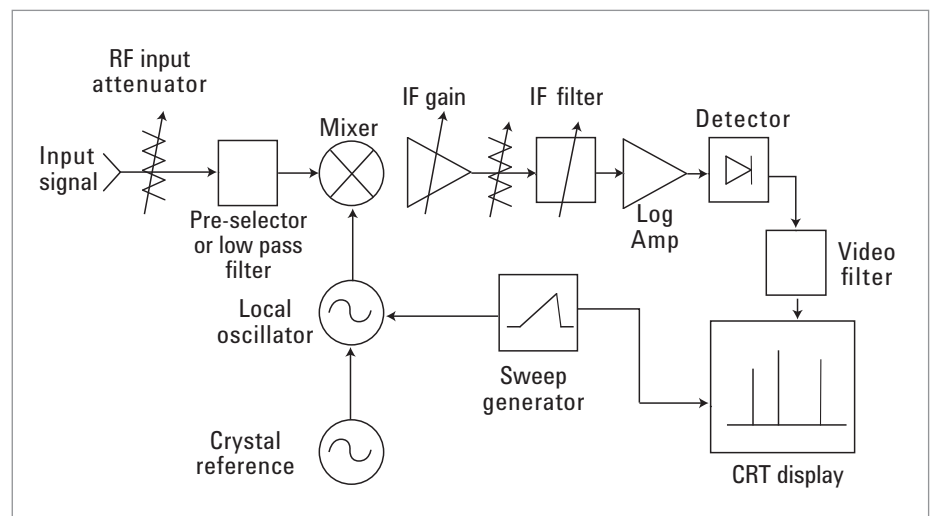 RF input
attenuator
IF gain
IF filter
Detector
Mixer
Input
signal
Pre-selector
or low pass
filter
Log
Amp
Video
filter
Local
oscillator
Sweep
generator
Crystal
reference
CRT display